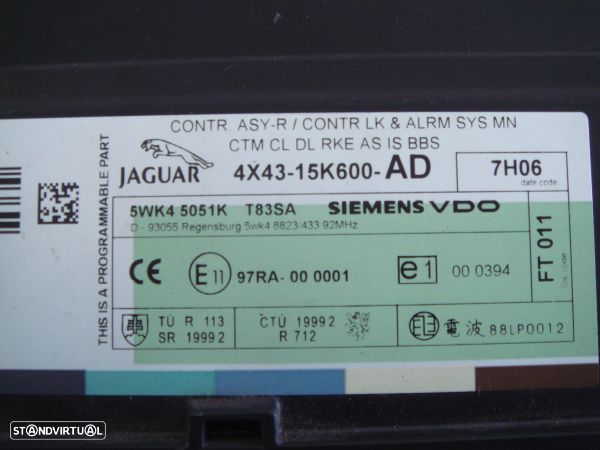 CONTR. ASY-R / CONTR LK & ALRM SYS MN
CTM CL DL RKE AS IS BBS
THIS IS A PROGRAMMABLE PART
JAGUAR
4X43-15K600-AD
7H06
date code
5WK4 5051K T83SA SIEMENS VDO
D - 93055 Regensburg 5wk4 8823/433 92MHz
CE E11 97RA- 00 0001 e1 00 0394
FT 011
TÜ R 113
SR 1999 2
CTÚ 1999 2
R 712
電波 88LP0012
STANDVIRTUAL